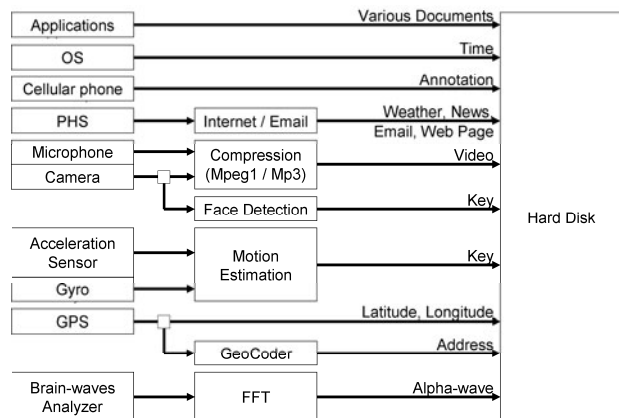 Applications
Various Documents
OS
Time
Cellular phone
Annotation
PHS
Internet / Email
Weather, News,
Email, Web Page
Microphone
Camera
Compression
(Mpeg1 / Mp3)
Video
Face Detection
Key
Hard Disk
Acceleration
Sensor
Gyro
Motion
Estimation
Key
GPS
Latitude, Longitude
GeoCoder
Address
Brain-waves
Analyzer
FFT
Alpha-wave